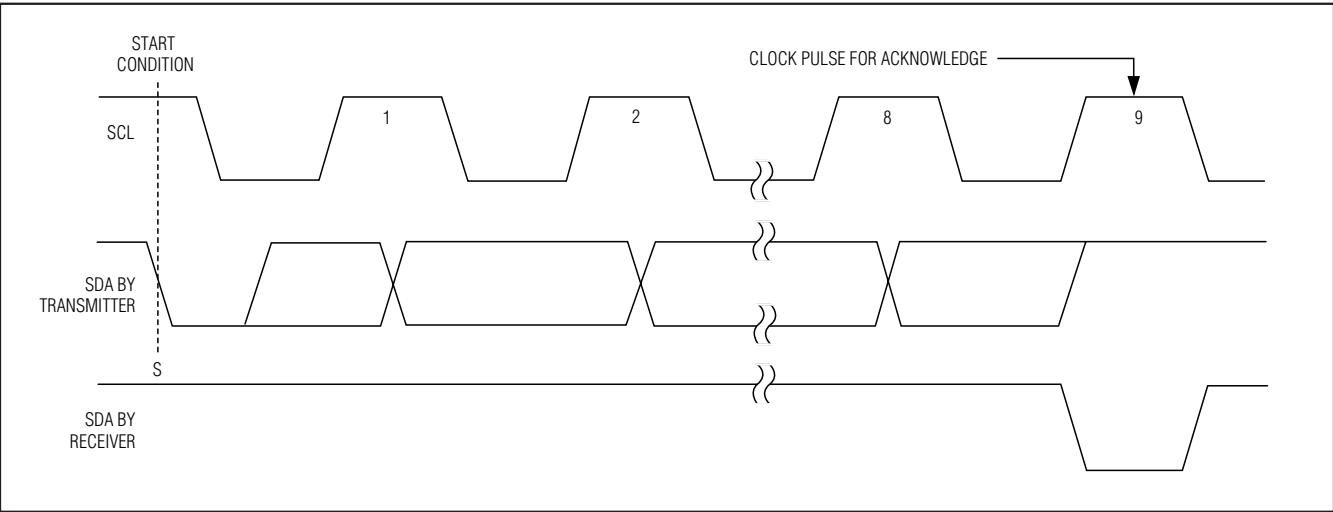 START
CONDITION
CLOCK PULSE FOR ACKNOWLEDGE
SCL
1
2
8
9
SDA BY
TRANSMITTER
S
SDA BY
RECEIVER